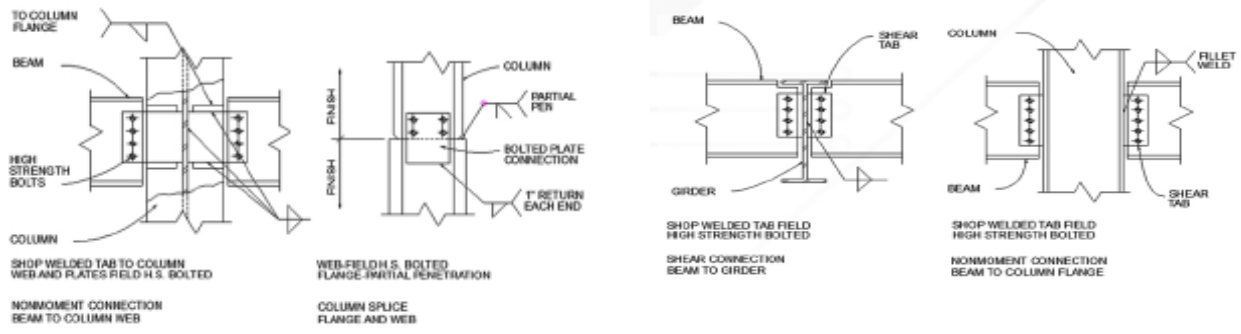 TO COLUMN
FLANGE
BEAM
HIGH
STRENGTH
BOLTS
COLUMN
SHOP WELDED TAB TO COLUMN
WEB AND PLATES FIELD H.S. BOLTED
NONMOMENT CONNECTION
BEAM TO COLUMN WEB
FINISH
FINISH
COLUMN
PARTIAL
PEN
BOLTED PLATE
CONNECTION
1" RETURN
EACH END
WEB-FIELD H.S. BOLTED
FLANGE-PARTIAL PENETRATION
COLUMN SPLICE
FLANGE AND WEB
BEAM
SHEAR
TAB
GIRDER
SHOP WELDED TAB FIELD
HIGH STRENGTH BOLTED
SHEAR CONNECTION
BEAM TO GIRDER
COLUMN
FILLET
WELD
BEAM
SHEAR
TAB
SHOP WELDED TAB FIELD
HIGH STRENGTH BOLTED
NONMOMENT CONNECTION
BEAM TO COLUMN FLANGE